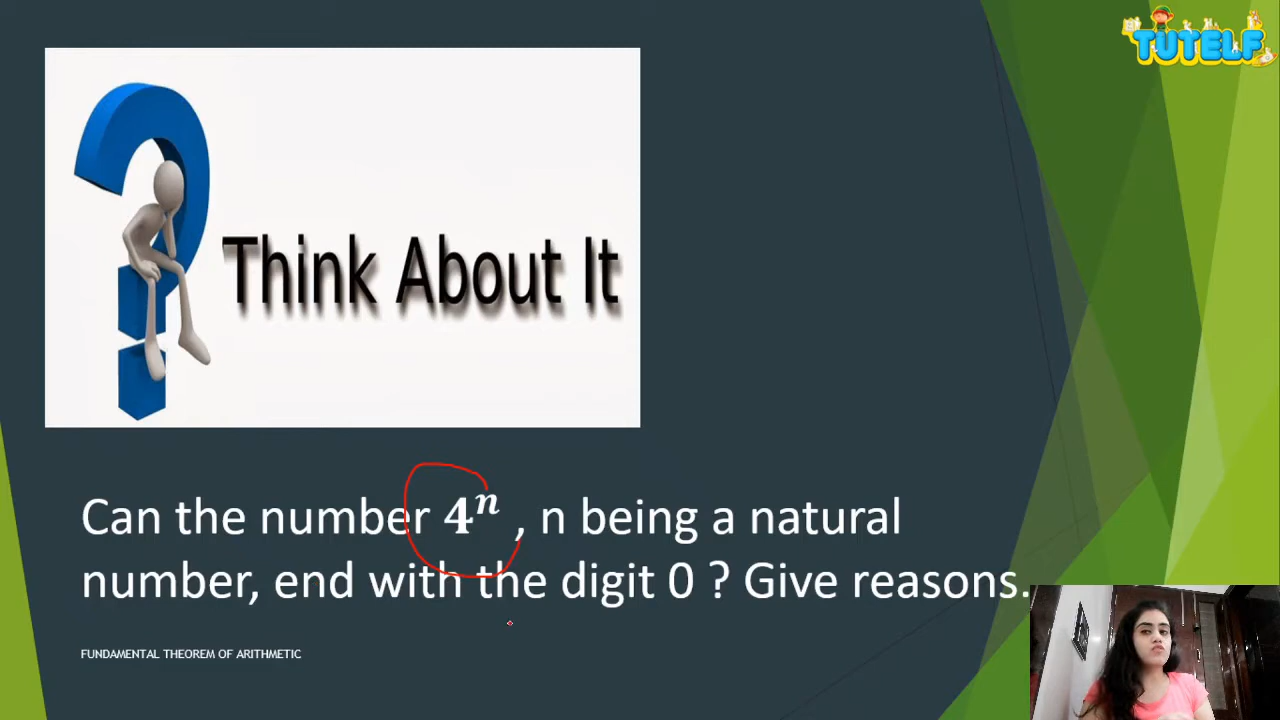 TUTELF
Think About It
Can the number 4ⁿ , n being a natural
number, end with the digit 0 ? Give reasons.
FUNDAMENTAL THEOREM OF ARITHMETIC